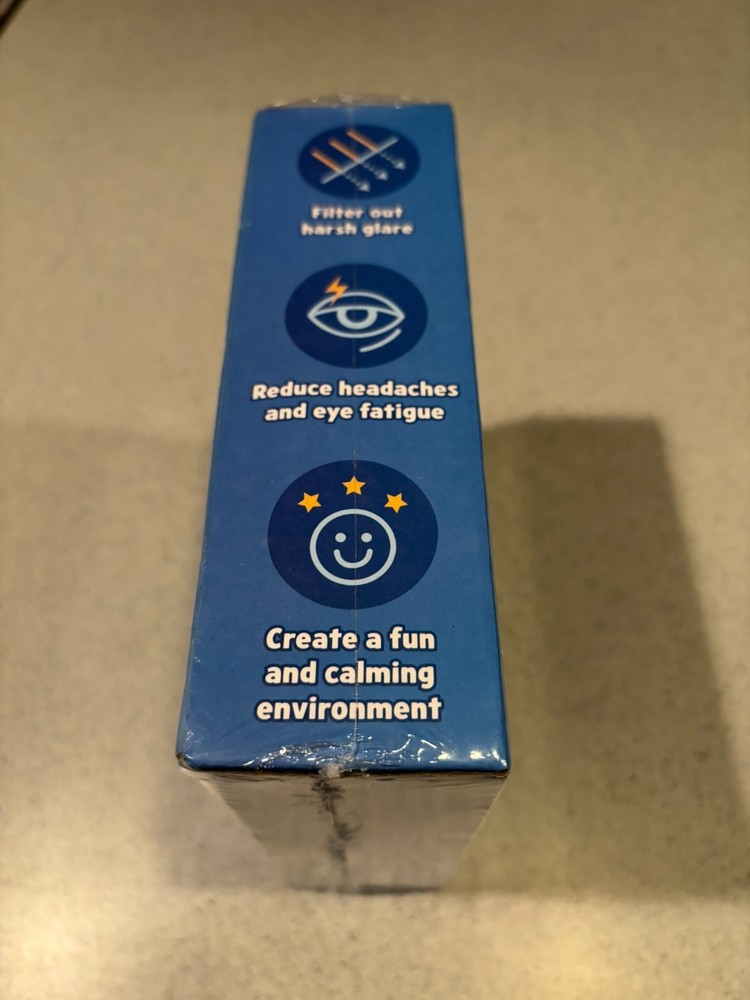 Filter out
harsh glare
Reduce headaches
and eye fatigue
Create a fun
and calming
environment